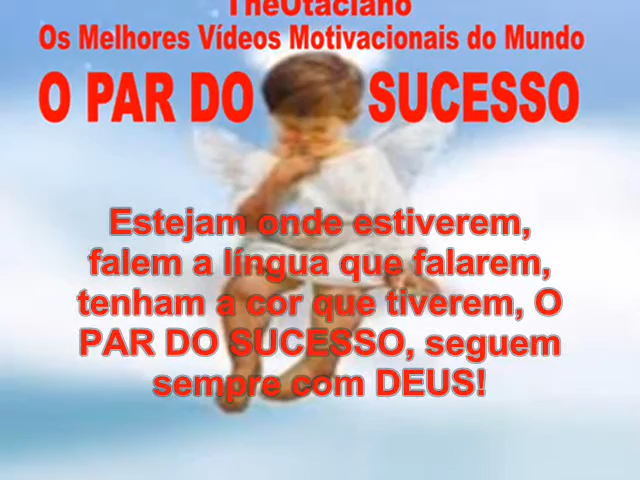 TheOtaciano
Os Melhores Vídeos Motivacionais do Mundo
O PAR DO SUCESSO
Estejam onde estiverem,
falem a língua que falarem,
tenham a cor que tiverem, O
PAR DO SUCESSO, seguem
sempre com DEUS!